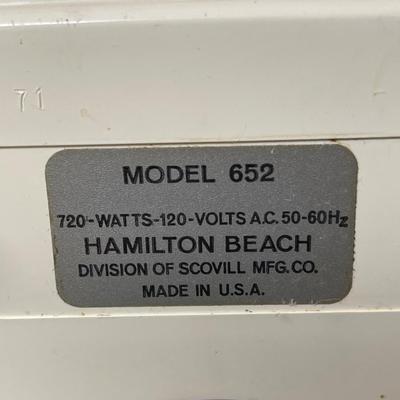 71
MODEL 652
720-WATTS-120-VOLTS A.C. 50-60Hz
HAMILTON BEACH
DIVISION OF SCOVILL MFG. CO.
MADE IN U.S.A.